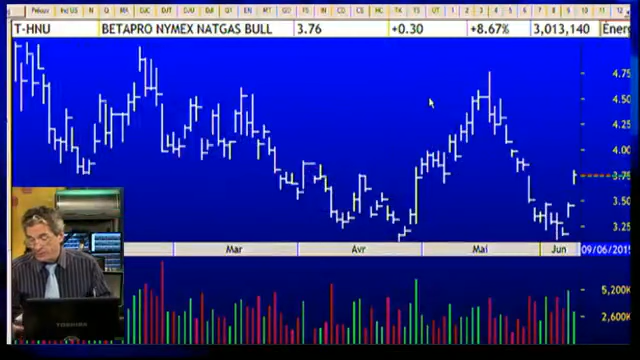 T-HNU BETAPRO NYMEX NATGAS BULL 3.76 +0.30 +8.67% 3,013,140 Éner
4.75
4.50
4.25
4.00
3.75
3.50
3.25
Mar Avr Mai Jun 09/06/2015
5,200K
2,600K
TOSHIBA